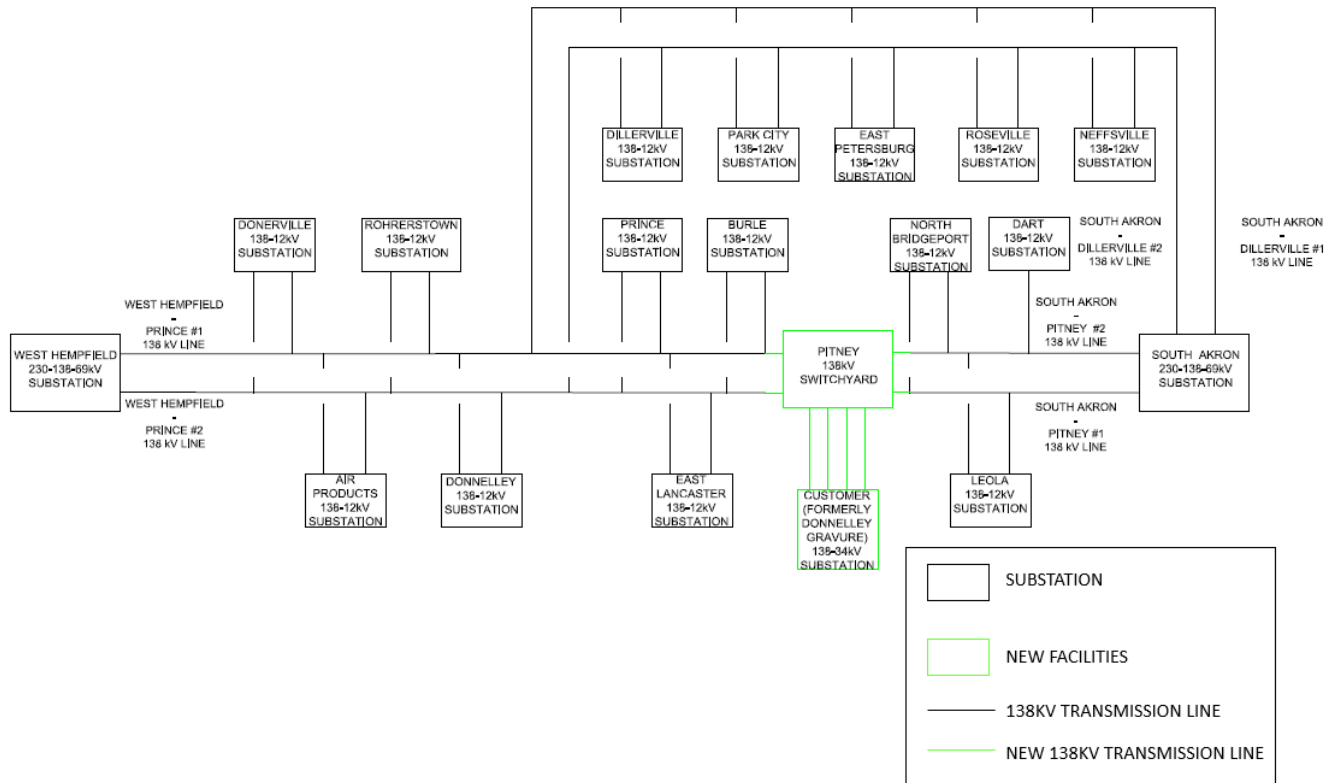 DILLERVILLE
138-12kV
SUBSTATION
PARK CITY
138-12kV
SUBSTATION
EAST
PETERSBURG
138-12kV
SUBSTATION
ROSEVILLE
138-12kV
SUBSTATION
NEFFSVILLE
138-12kV
SUBSTATION
DONERVILLE
138-12kV
SUBSTATION
ROHRERSTOWN
138-12kV
SUBSTATION
PRINCE
138-12kV
SUBSTATION
BURLE
138-12kV
SUBSTATION
NORTH
BRIDGEPORT
138-12kV
SUBSTATION
DART
138-12kV
SUBSTATION
SOUTH AKRON
-
DILLERVILLE #2
138 kV LINE
SOUTH AKRON
-
DILLERVILLE #1
138 kV LINE
WEST HEMPFIELD
-
PRINCE #1
138 kV LINE
SOUTH AKRON
-
PITNEY #2
138 kV LINE
WEST HEMPFIELD
230-138-69kV
SUBSTATION
PITNEY
138kV
SWITCHYARD
SOUTH AKRON
230-138-69kV
SUBSTATION
WEST HEMPFIELD
-
PRINCE #2
138 kV LINE
SOUTH AKRON
-
PITNEY #1
138 kV LINE
AIR
PRODUCTS
138-12kV
SUBSTATION
DONNELLEY
138-12kV
SUBSTATION
EAST
LANCASTER
138-12kV
SUBSTATION
CUSTOMER
(FORMERLY
DONNELLEY
GRAVURE)
138-34kV
SUBSTATION
LEOLA
138-12kV
SUBSTATION
SUBSTATION
NEW FACILITIES
138KV TRANSMISSION LINE
NEW 138KV TRANSMISSION LINE